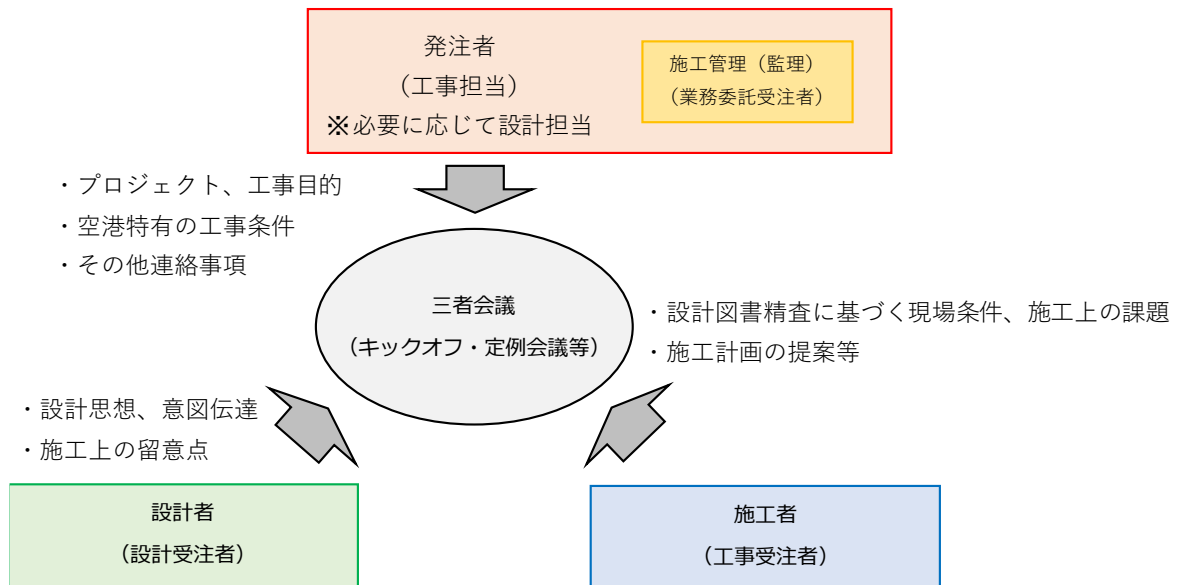 発注者
（工事担当）
※必要に応じて設計担当
施工管理（監理）
（業務委託受注者）
・プロジェクト、工事目的
・空港特有の工事条件
・その他連絡事項
三者会議
（キックオフ・定例会議等）
・設計図書精査に基づく現場条件、施工上の課題
・施工計画の提案等
・設計思想、意図伝達
・施工上の留意点
設計者
（設計受注者）
施工者
（工事受注者）